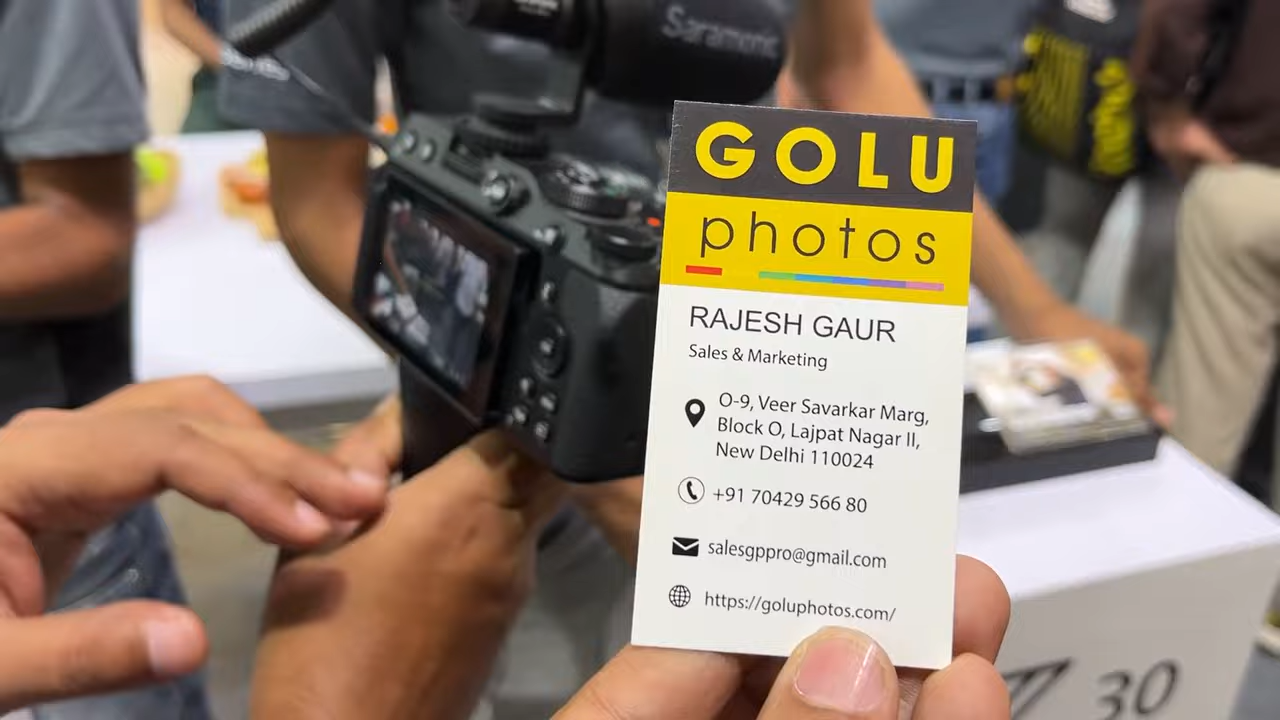 Saramonic
GOLU
photos
RAJESH GAUR
Sales & Marketing
O-9, Veer Savarkar Marg,
Block O, Lajpat Nagar II,
New Delhi 110024
+91 70429 566 80
salesgppro@gmail.com
https://goluphotos.com/
Z 30